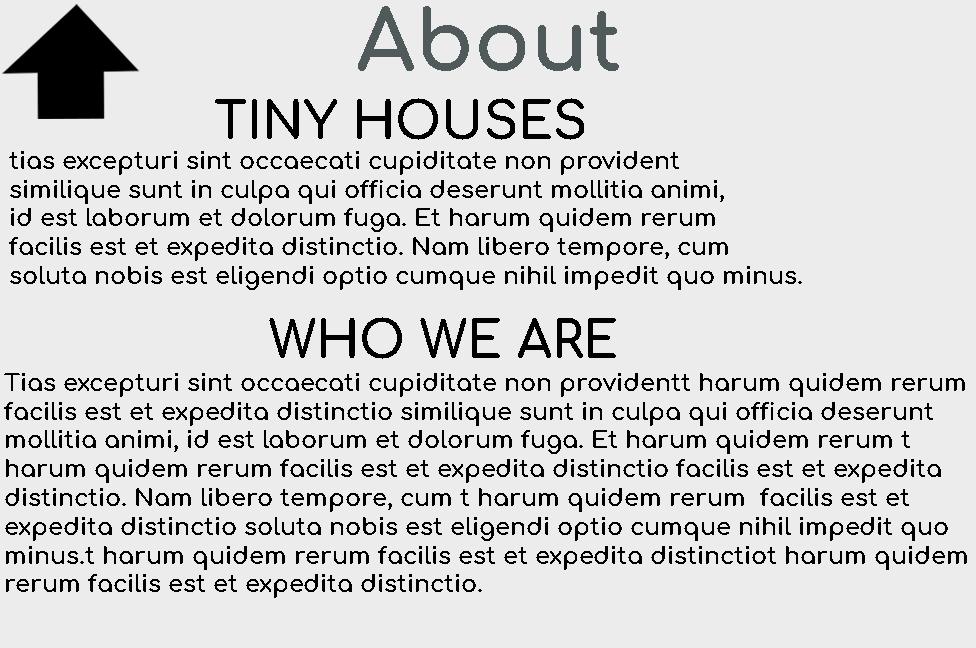 About
TINY HOUSES
tias excepturi sint occaecati cupiditate non provident
similique sunt in culpa qui officia deserunt mollitia animi,
id est laborum et dolorum fuga. Et harum quidem rerum
facilis est et expedita distinctio. Nam libero tempore, cum
soluta nobis est eligendi optio cumque nihil impedit quo minus.
WHO WE ARE
Tias excepturi sint occaecati cupiditate non providentt harum quidem rerum
facilis est et expedita distinctio similique sunt in culpa qui officia deserunt
mollitia animi, id est laborum et dolorum fuga. Et harum quidem rerum t
harum quidem rerum facilis est et expedita distinctio facilis est et expedita
distinctio. Nam libero tempore, cum t harum quidem rerum  facilis est et
expedita distinctio soluta nobis est eligendi optio cumque nihil impedit quo
minus.t harum quidem rerum facilis est et expedita distinctiot harum quidem
rerum facilis est et expedita distinctio.